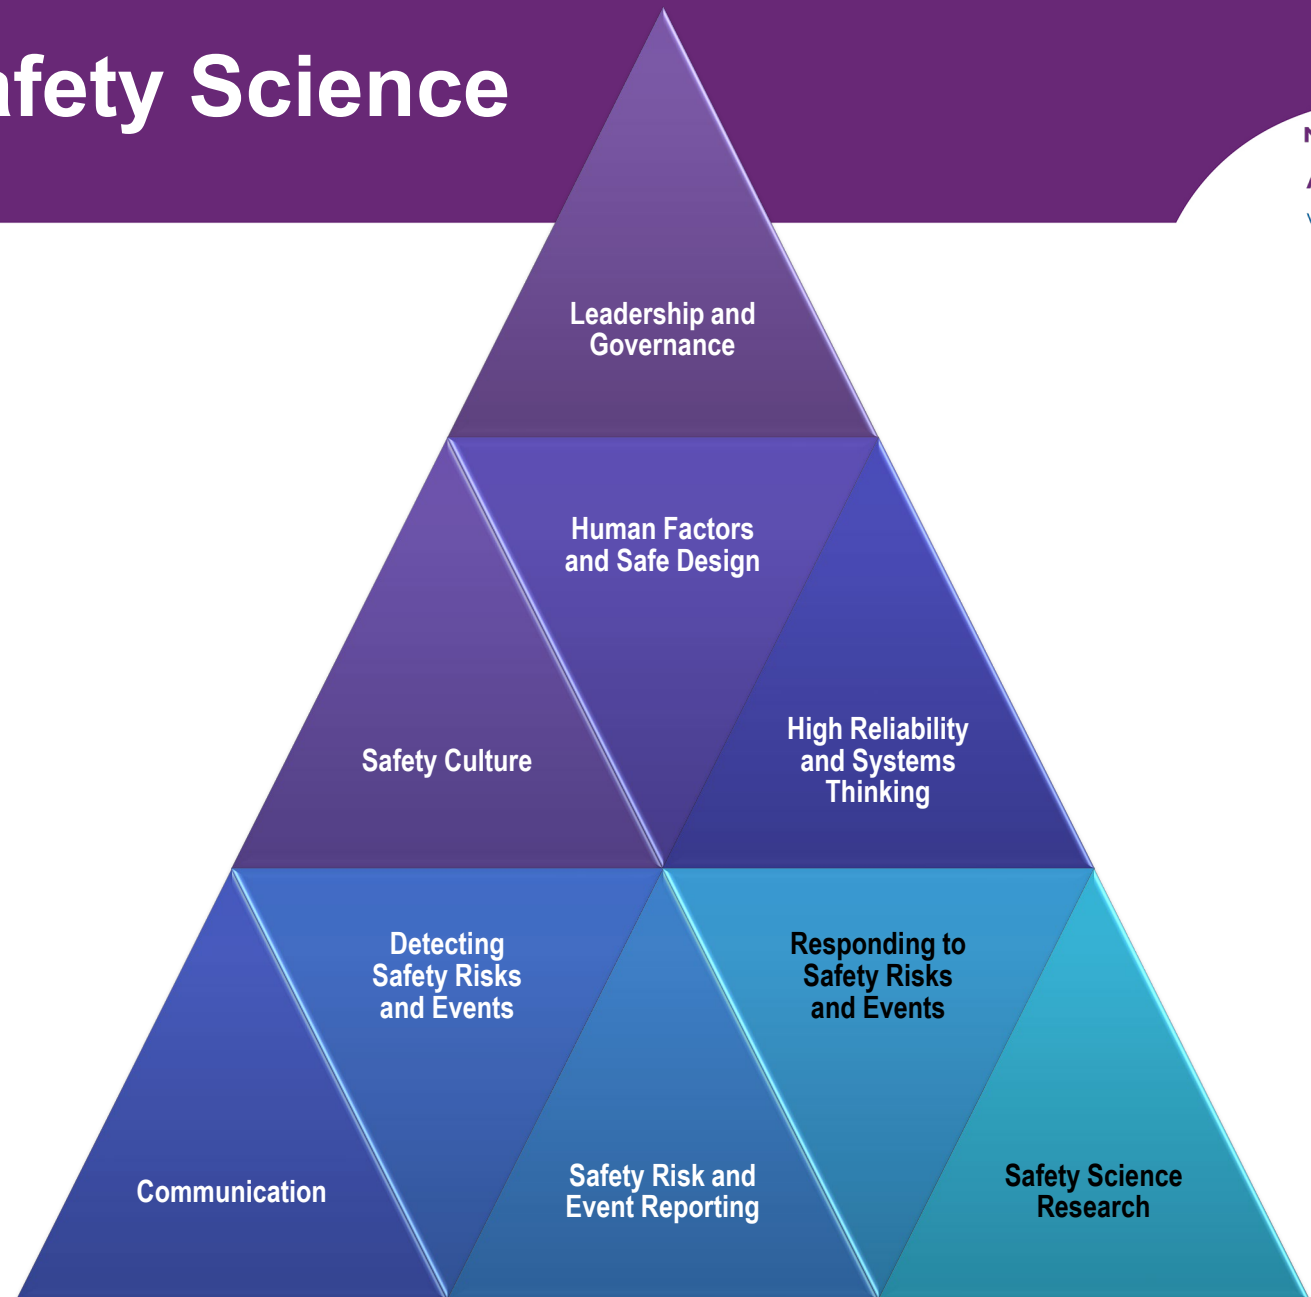 afety Science
Leadership and
Governance
Human Factors
and Safe Design
Safety Culture
High Reliability
and Systems
Thinking
Detecting
Safety Risks
and Events
Responding to
Safety Risks
and Events
Communication
Safety Risk and
Event Reporting
Safety Science
Research